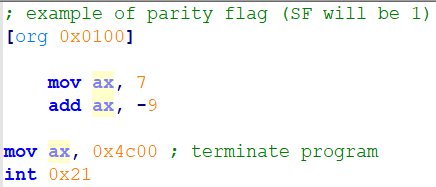 ; example of parity flag (SF will be 1)
[org 0x0100]
mov ax, 7
add ax, -9
mov ax, 0x4c00 ; terminate program
int 0x21